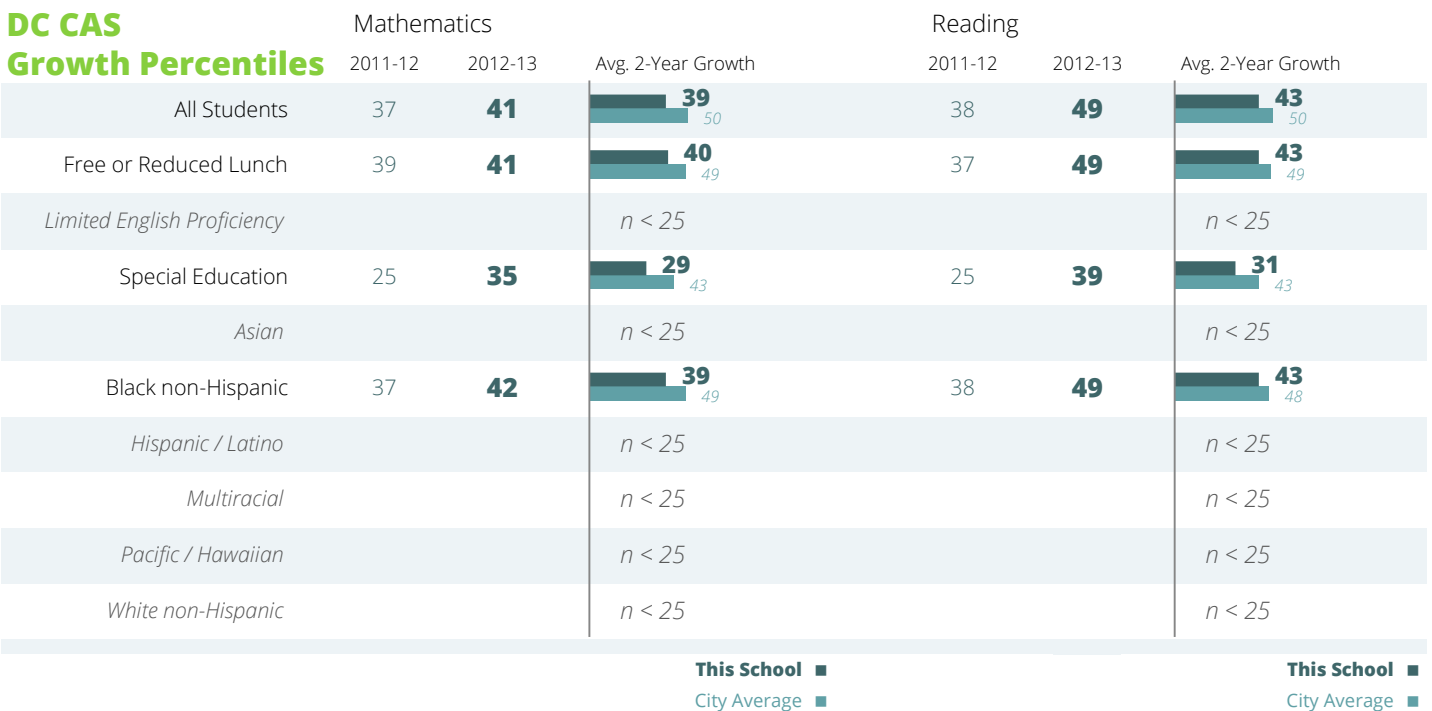 DC CAS Mathematics Reading
Growth Percentiles 2011-12 2012-13 Avg. 2-Year Growth 2011-12 2012-13 Avg. 2-Year Growth
All Students 37 41 39 50 38 49 43 50
Free or Reduced Lunch 39 41 40 49 37 49 43 49
Limited English Proficiency n < 25 n < 25
Special Education 25 35 29 43 25 39 31 43
Asian n < 25 n < 25
Black non-Hispanic 37 42 39 49 38 49 43 48
Hispanic / Latino n < 25 n < 25
Multiracial n < 25 n < 25
Pacific / Hawaiian n < 25 n < 25
White non-Hispanic n < 25 n < 25
This School This School
City Average City Average